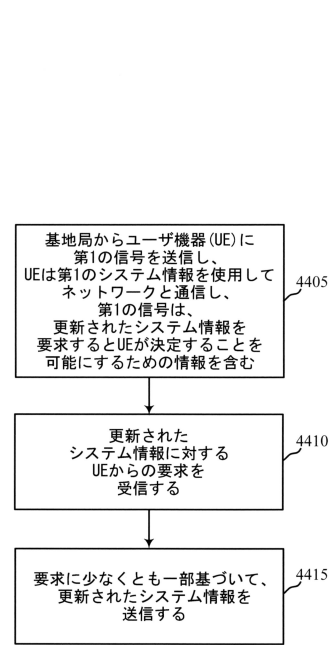 基地局からユーザ機器(UE)に
第1の信号を送信し、
UEは第1のシステム情報を使用して
ネットワークと通信し、
第1の信号は、
更新されたシステム情報を
要求するとUEが決定することを
可能にするための情報を含む
4405
更新された
システム情報に対する
UEからの要求を
受信する
4410
要求に少なくとも一部基づいて、
更新されたシステム情報を
送信する
4415